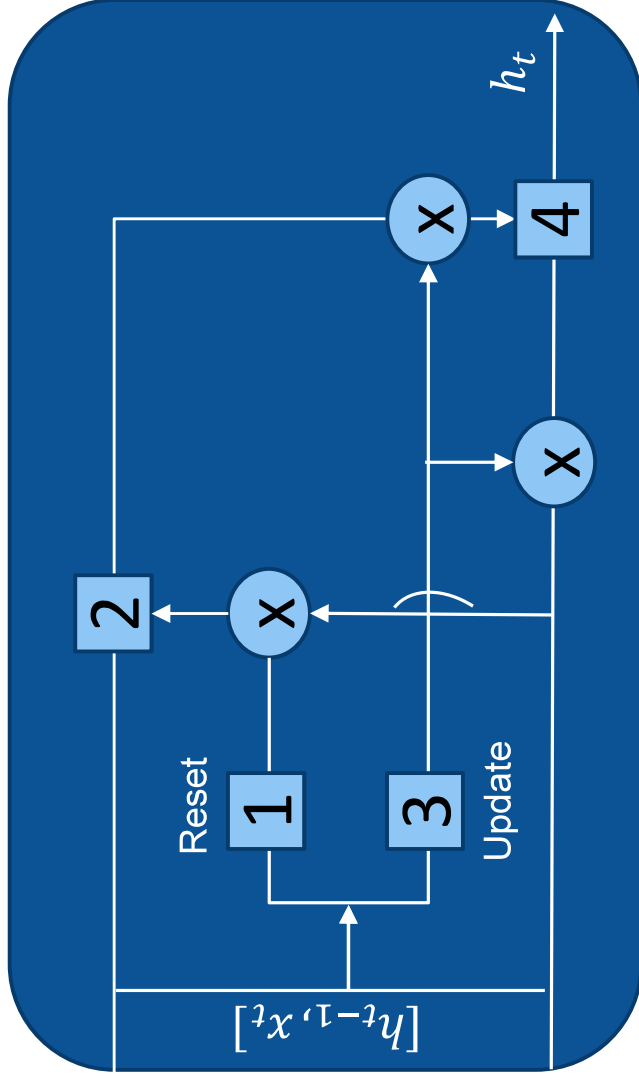 [h_{t−1}, x_t]
Reset
1
2
x
3
Update
x
x
4
h_t